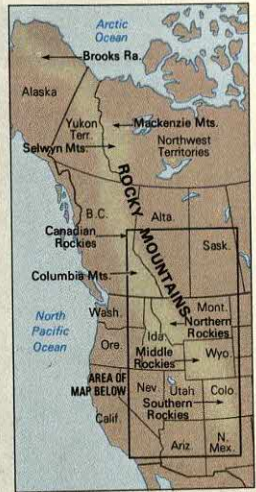 Arctic
Ocean
Brooks Ra.
Alaska
Yukon
Terr.
Mackenzie Mts.
Selwyn Mts.
Northwest
Territories
ROCKY MOUNTAINS
B.C.
Alta.
Canadian
Rockies
Sask.
Columbia Mts.
North
Pacific
Ocean
Wash.
Mont.
Northern
Rockies
Ore.
Ida.
Middle
Rockies
Wyo.
AREA OF
MAP BELOW
Nev.
Utah
Colo.
Southern
Rockies
Calif.
Ariz.
N.
Mex.